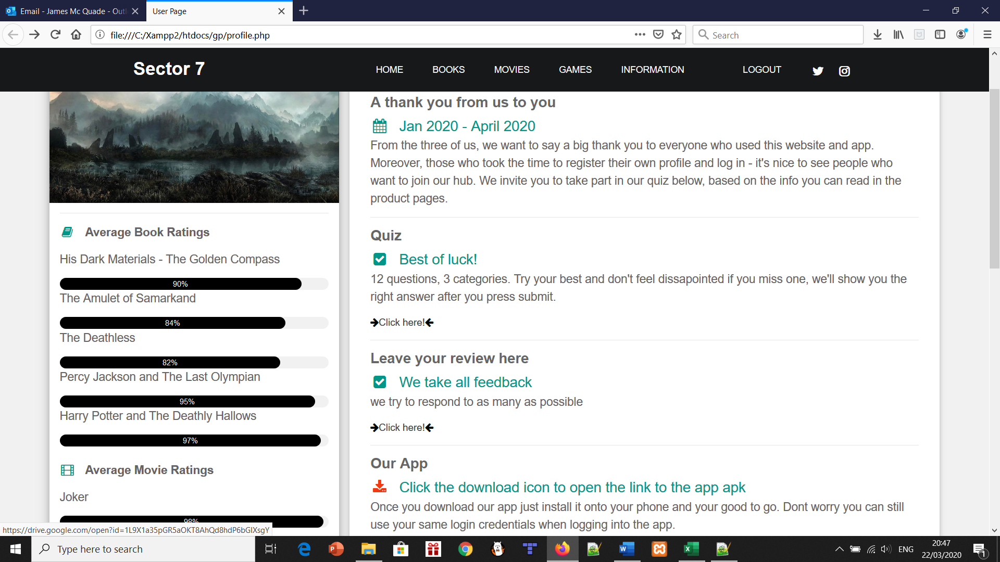 Email - James Mc Quade - Outl
User Page
file:///C:/Xampp2/htdocs/gp/profile.php
Search
Sector 7
HOME
BOOKS
MOVIES
GAMES
INFORMATION
LOGOUT
Average Book Ratings
His Dark Materials - The Golden Compass
90%
The Amulet of Samarkand
84%
The Deathless
82%
Percy Jackson and The Last Olympian
95%
Harry Potter and The Deathly Hallows
97%
Average Movie Ratings
Joker
98%
A thank you from us to you
Jan 2020 - April 2020
From the three of us, we want to say a big thank you to everyone who used this website and app.
Moreover, those who took the time to register their own profile and log in - it's nice to see people who
want to join our hub. We invite you to take part in our quiz below, based on the info you can read in the
product pages.
Quiz
Best of luck!
12 questions, 3 categories. Try your best and don't feel dissapointed if you miss one, we'll show you the
right answer after you press submit.
Click here!
Leave your review here
We take all feedback
we try to respond to as many as possible
Click here!
Our App
Click the download icon to open the link to the app apk
Once you download our app just install it onto your phone and your good to go. Dont worry you can still
use your same login credentials when logging into the app.
https://drive.google.com/open?id=1L9X1a35pGR5aOKT8AhQd8hdP6bGIXsgY
Type here to search
ENG
20:47
22/03/2020
1